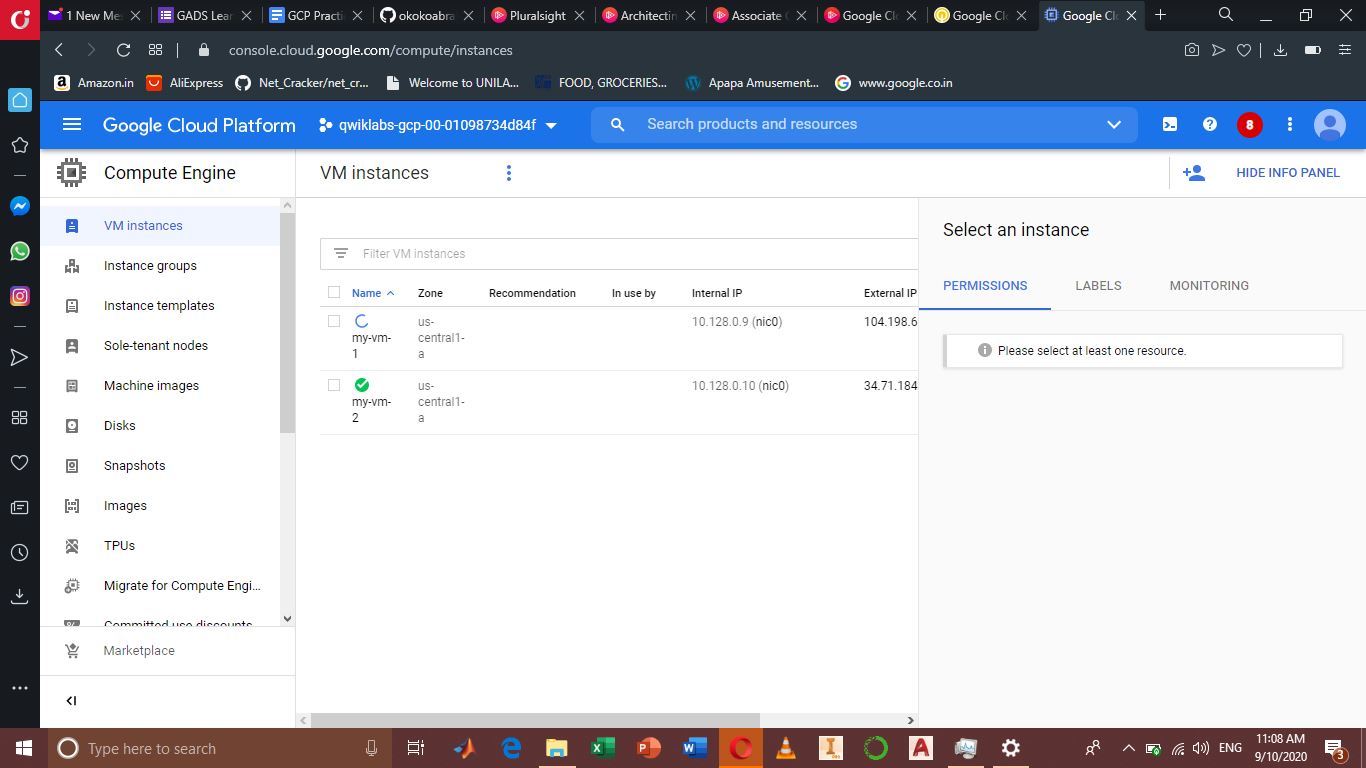 1 New Mes
GADS Lear
GCP Practi
okokoabra
Pluralsight
Architectin
Associate C
Google Clo
Google Clo
Google Clo
console.cloud.google.com/compute/instances
Amazon.in
AliExpress
Net_Cracker/net_cr...
Welcome to UNILA...
FOOD, GROCERIES...
Apapa Amusement...
www.google.co.in
Google Cloud Platform
qwiklabs-gcp-00-01098734d84f
Search products and resources
8
Compute Engine
VM instances
HIDE INFO PANEL
VM instances
Instance groups
Instance templates
Sole-tenant nodes
Machine images
Disks
Snapshots
Images
TPUs
Migrate for Compute Engi...
Committed use discounts
Marketplace
Filter VM instances
Name
Zone
Recommendation
In use by
Internal IP
External IP
my-vm-
1
us-
central1-
a
10.128.0.9 (nic0)
104.198.6
my-vm-
2
us-
central1-
a
10.128.0.10 (nic0)
34.71.184
Select an instance
PERMISSIONS
LABELS
MONITORING
Please select at least one resource.
Type here to search
ENG
11:08 AM
9/10/2020
3